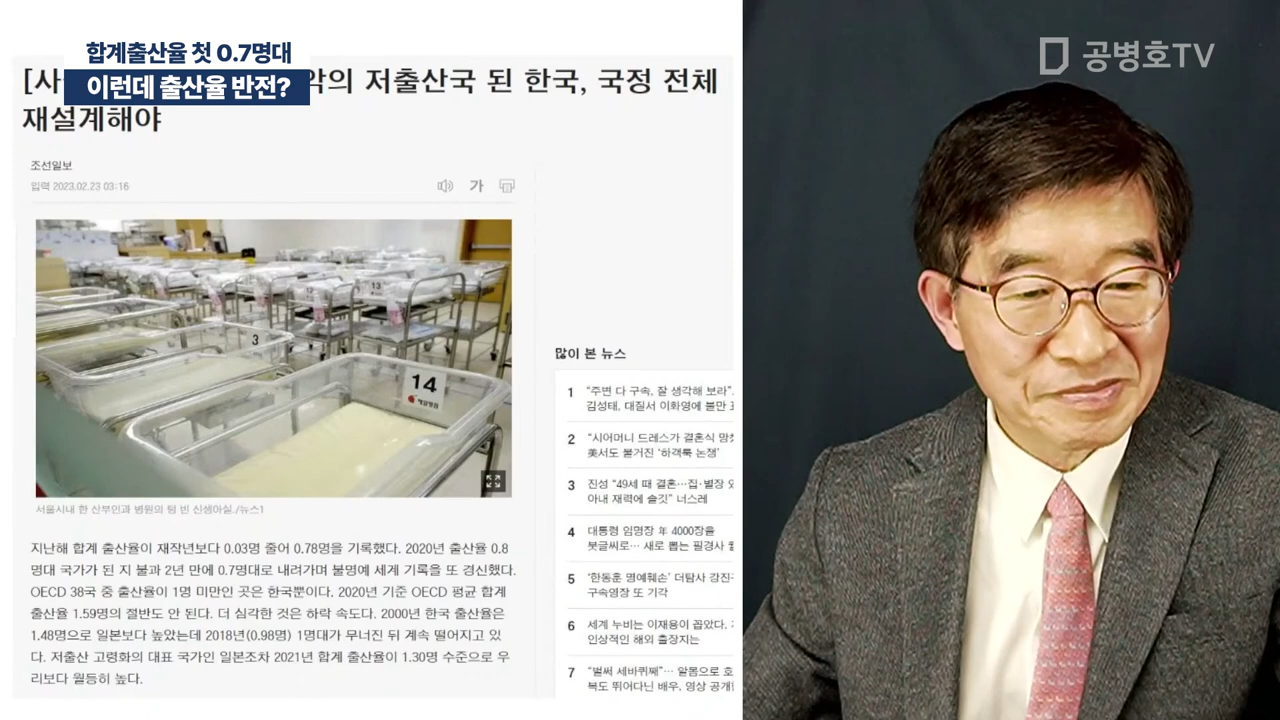 합계출산율 첫 0.7명대
이런데 출산율 반전?
공병호TV
[사 의 저출산국 된 한국, 국정 전체
재설계해야
조선일보
입력 2023.02.23 03:16
가
3
13
14
서울시내 한 산부인과 병원의 텅 빈 신생아실./뉴스1
지난해 합계 출산율이 재작년보다 0.03명 줄어 0.78명을 기록했다. 2020년 출산율 0.8
명대 국가가 된 지 불과 2년 만에 0.7명대로 내려가며 불명예 세계 기록을 또 경신했다.
OECD 38국 중 출산율이 1명 미만인 곳은 한국뿐이다. 2020년 기준 OECD 평균 합계
출산율 1.59명의 절반도 안 된다. 더 심각한 것은 하락 속도다. 2000년 한국 출산율은
1.48명으로 일본보다 높았는데 2018년(0.98명) 1명대가 무너진 뒤 계속 떨어지고 있
다. 저출산 고령화의 대표 국가인 일본조차 2021년 합계 출산율이 1.30명 수준으로 우
리보다 월등히 높다.
많이 본 뉴스
1 "주변 다 구속, 잘 생각해 보라"
김성태, 대질서 이화영에 불만
2 "시어머니 드레스가 결혼식
美서도 불거진 '하객룩 논쟁'
3 진성 "49세 때 결혼…집·별장
아내 재력에 솔깃" 너스레
4 대통령 임명장 年 4000장을
붓글씨로… 새로 뽑는 필경사
5 '한동훈 명예훼손' 더탐사
구속영장 또 기각
6 세계 누비는 이재용이 꼽았다,
인상적인 해외 출장지는
7 "벌써 세바퀴째"… 알몸으로
복도 뛰어다닌 배우, 영상